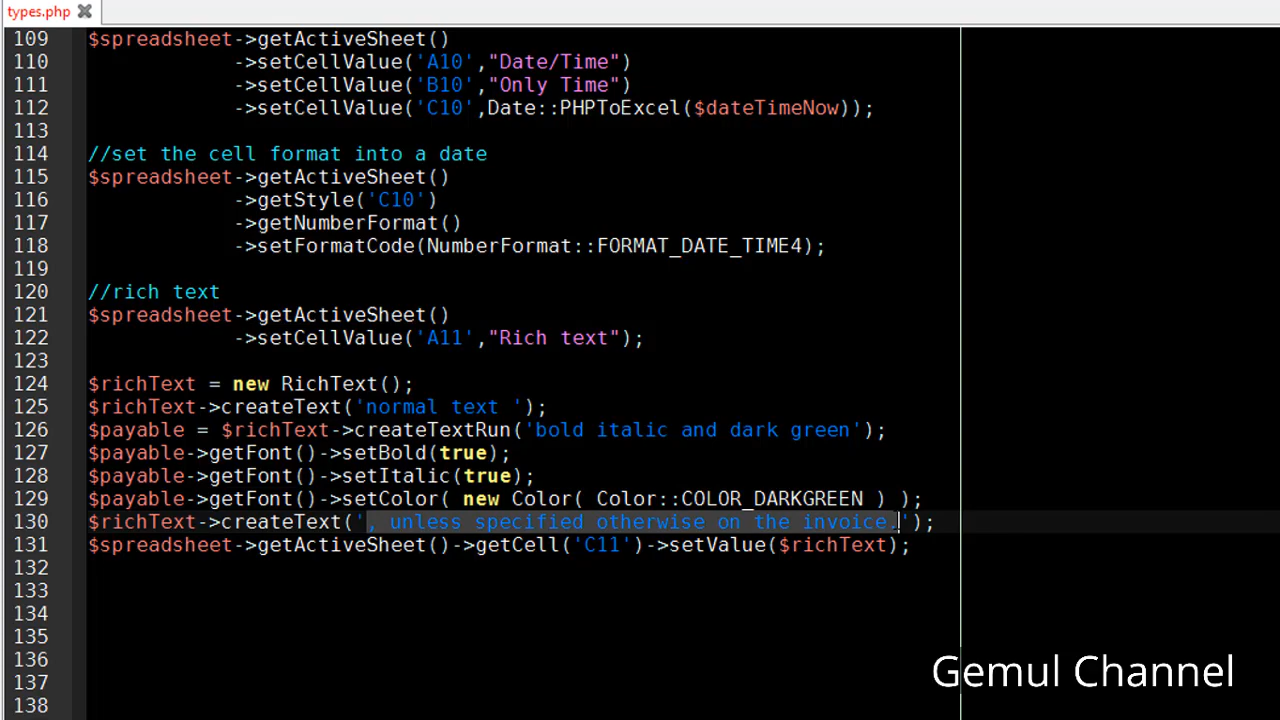 types.php
109 $spreadsheet->getActiveSheet()
110 ->setCellValue('A10',"Date/Time")
111 ->setCellValue('B10',"Only Time")
112 ->setCellValue('C10',Date::PHPToExcel($dateTimeNow));
113
114 //set the cell format into a date
115 $spreadsheet->getActiveSheet()
116 ->getStyle('C10')
117 ->getNumberFormat()
118 ->setFormatCode(NumberFormat::FORMAT_DATE_TIME4);
119
120 //rich text
121 $spreadsheet->getActiveSheet()
122 ->setCellValue('A11',"Rich text");
123
124 $richText = new RichText();
125 $richText->createText('normal text ');
126 $payable = $richText->createTextRun('bold italic and dark green');
127 $payable->getFont()->setBold(true);
128 $payable->getFont()->setItalic(true);
129 $payable->getFont()->setColor( new Color( Color::COLOR_DARKGREEN ) );
130 $richText->createText(', unless specified otherwise on the invoice.');
131 $spreadsheet->getActiveSheet()->getCell('C11')->setValue($richText);
132
133
134
135
136
137
138
Gemul Channel